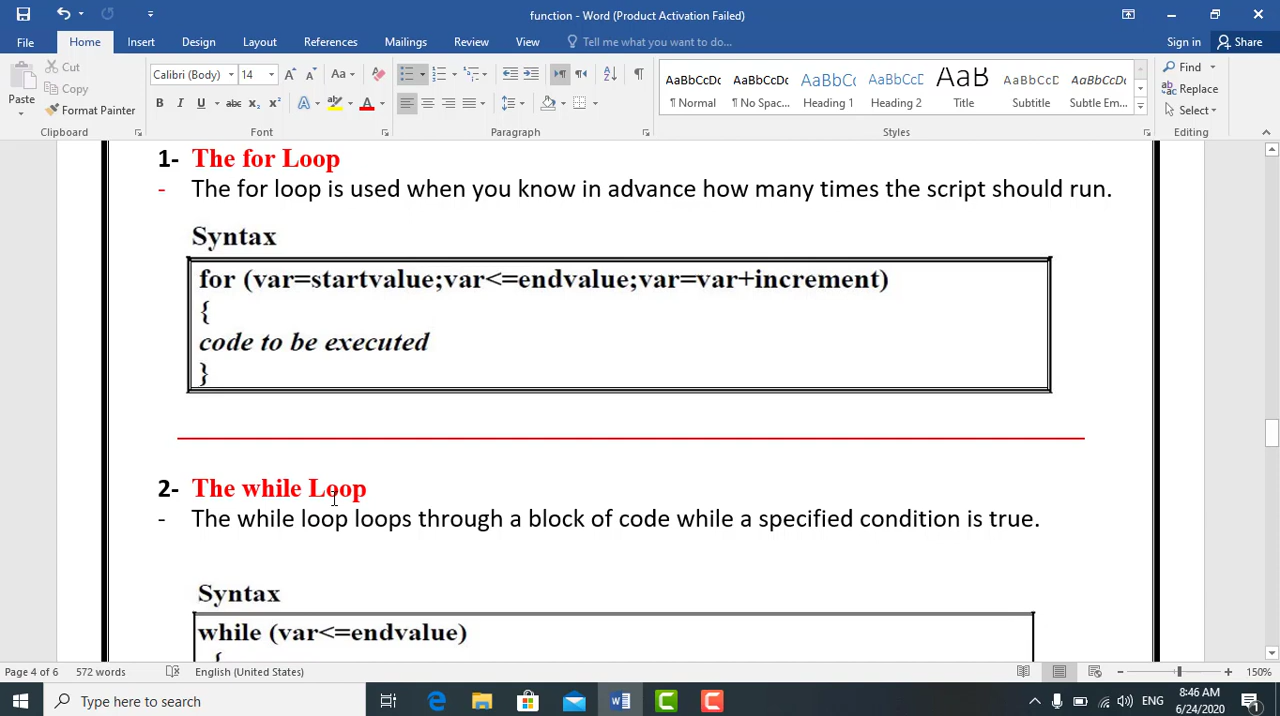 function - Word (Product Activation Failed)
File Home Insert Design Layout References Mailings Review View Tell me what you want to do... Sign in Share
Paste Cut Copy Format Painter
Clipboard
Calibri (Body) 14
Font
Paragraph
AaBbCcDc AaBbCcDc AaBbCc AaBbCcE AaB AaBbCcD AaBbCcDc
¶ Normal ¶ No Spac... Heading 1 Heading 2 Title Subtitle Subtle Em...
Styles
Find Replace Select
Editing
1- The for Loop
- The for loop is used when you know in advance how many times the script should run.
Syntax
for (var=startvalue;var<=endvalue;var=var+increment)
{
code to be executed
}
2- The while Loop
- The while loop loops through a block of code while a specified condition is true.
Syntax
while (var<=endvalue)
{
Page 4 of 6 572 words English (United States) 150%
Type here to search
ENG 8:46 AM
6/24/2020